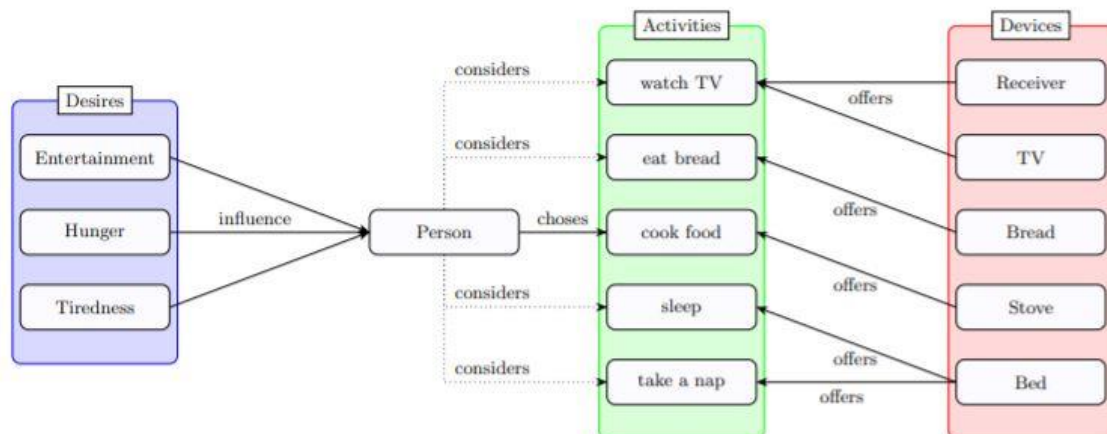 Activities
Devices
considers
watch TV
Receiver
offers
Desires
considers
Entertainment
eat bread
TV
offers
influence
choses
Hunger
Person
cook food
Bread
considers
offers
Tiredness
sleep
Stove
considers
offers
take a nap
Bed
offers